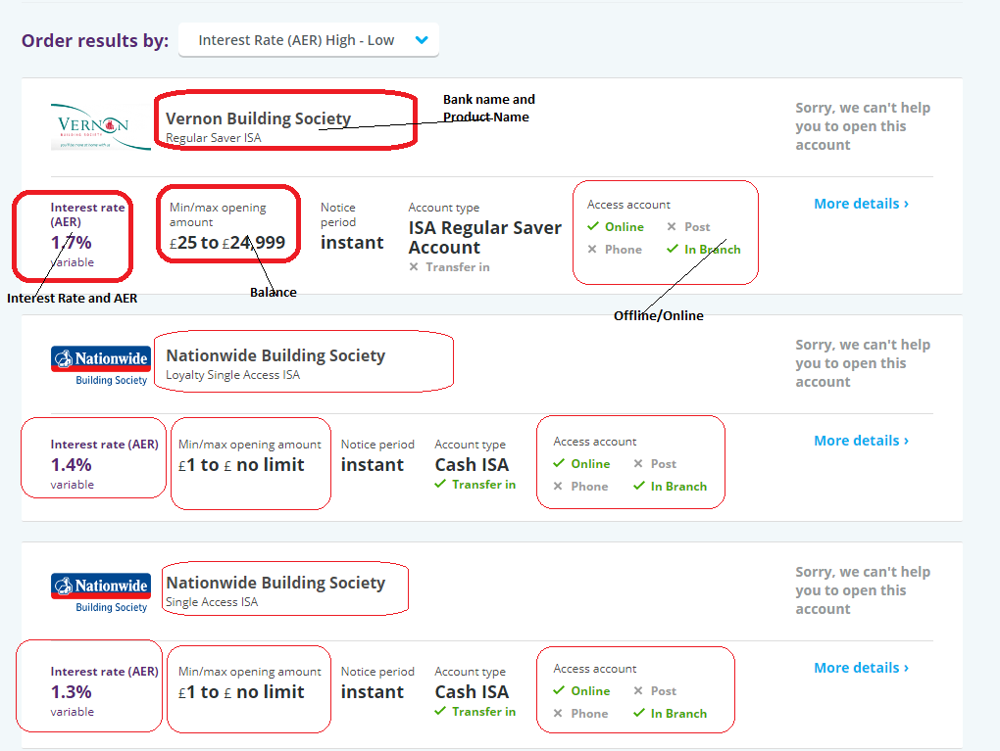 Order results by: Interest Rate (AER) High - Low
VERNON
BUILDING SOCIETY
you'll be more at home with us
Vernon Building Society
Regular Saver ISA
Bank name and
Product Name
Sorry, we can't help
you to open this
account
Interest rate
(AER)
1.7%
variable
Min/max opening
amount
£25 to £24,999
Notice
period
instant
Account type
ISA Regular Saver
Account
✕ Transfer in
Access account
✓ Online ✕ Post
✕ Phone ✓ In Branch
More details ›
Interest Rate and AER
Balance
Offline/Online
Nationwide
Building Society
Nationwide Building Society
Loyalty Single Access ISA
Sorry, we can't help
you to open this
account
Interest rate (AER)
1.4%
variable
Min/max opening amount
£1 to £ no limit
Notice period
instant
Account type
Cash ISA
✓ Transfer in
Access account
✓ Online ✕ Post
✕ Phone ✓ In Branch
More details ›
Nationwide
Building Society
Nationwide Building Society
Single Access ISA
Sorry, we can't help
you to open this
account
Interest rate (AER)
1.3%
variable
Min/max opening amount
£1 to £ no limit
Notice period
instant
Account type
Cash ISA
✓ Transfer in
Access account
✓ Online ✕ Post
✕ Phone ✓ In Branch
More details ›